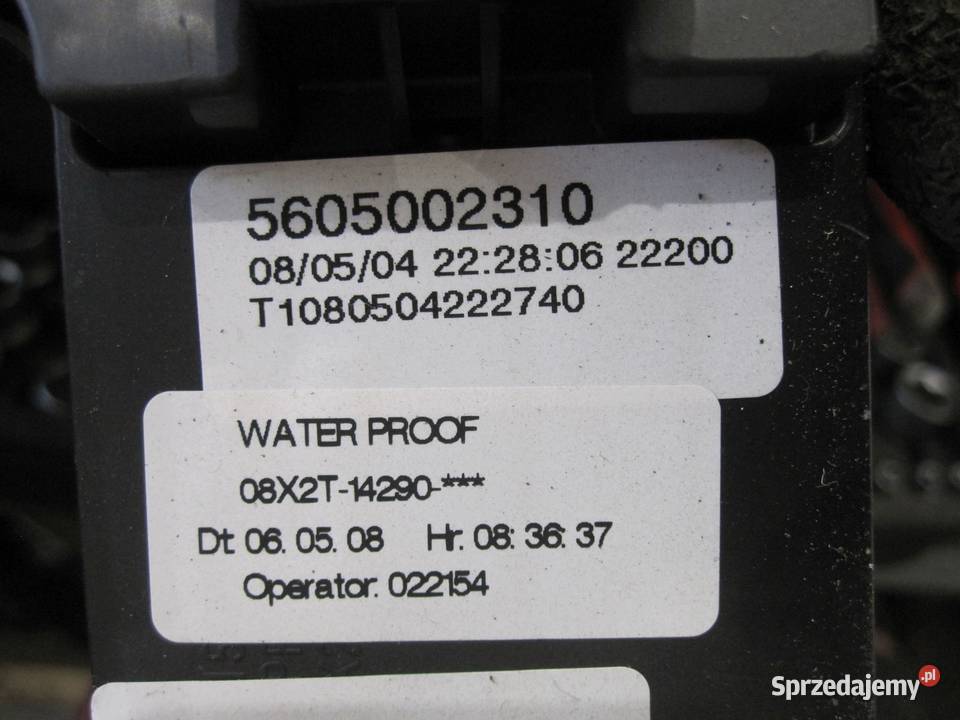 5605002310
08/05/04 22:28:06 22200
T1080504222740
WATER PROOF
08X2T-14290-***
Dt: 06. 05. 08 Hr: 08: 36: 37
Operator: 022154
Sprzedajemy.pl